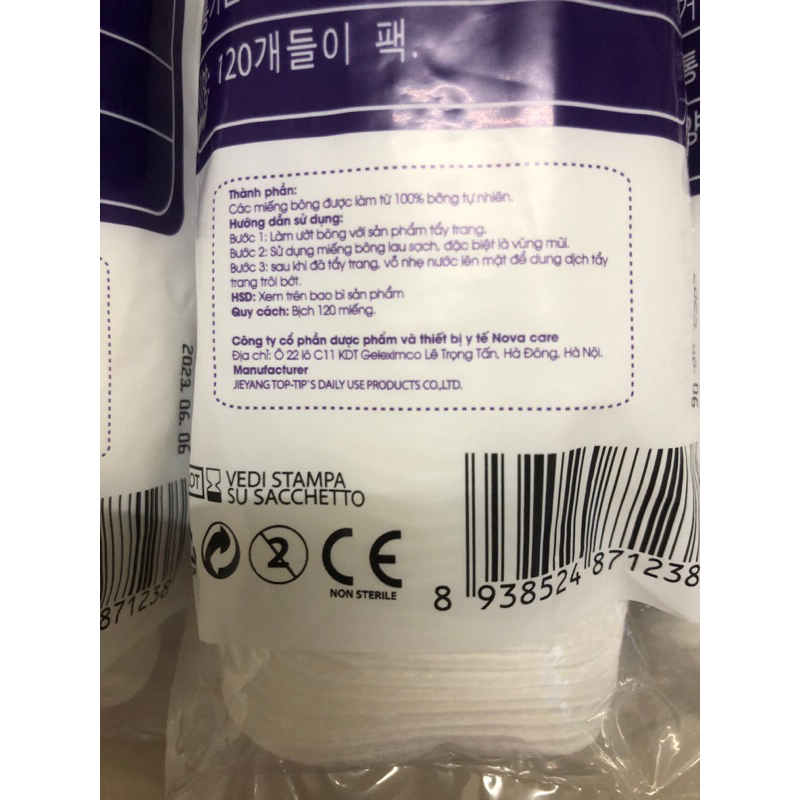 120개들이 팩.
Thành phần:
Các miếng bông được làm từ 100% bông tự nhiên.
Hướng dẫn sử dụng:
Bước 1: Làm ướt bông với sản phẩm tẩy trang.
Bước 2: Sử dụng miếng bông lau sạch, đặc biệt là vùng mũi.
Bước 3: sau khi đã tẩy trang, vỗ nhẹ nước lên mặt để dung dịch tẩy
trang trôi bớt.
HSD: Xem trên bao bì sản phẩm
Quy cách: Bịch 120 miếng.
Công ty cổ phần dược phẩm và thiết bị y tế Nova care
Địa chỉ: Ô 22 lô C11 KDT Geleximco Lê Trọng Tấn, Hà Đông, Hà Nội.
Manufacturer
JIEYANG TOP-TIP'S DAILY USE PRODUCTS CO.,LTD.
2023. 06. 06
VEDI STAMPA
SU SACCHETTO
2
CE
NON STERILE
8 938524 871238
871238